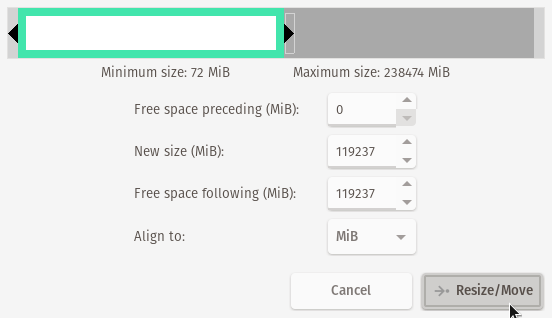 Minimum size: 72 MiB Maximum size: 238474 MiB
Free space preceding (MiB): 0
New size (MiB): 119237
Free space following (MiB): 119237
Align to: MiB
Cancel Resize/Move